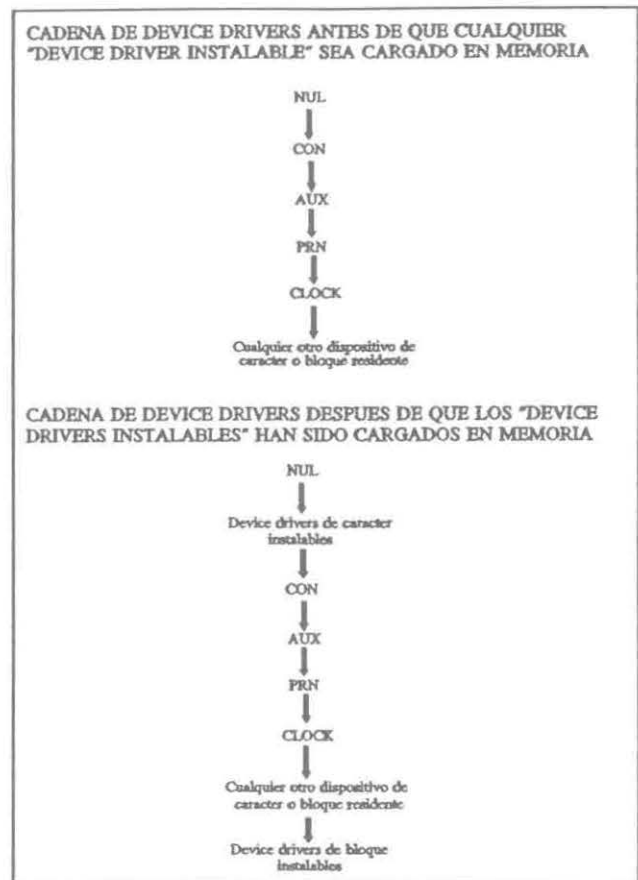 CADENA DE DEVICE DRIVERS ANTES DE QUE CUALQUIER
"DEVICE DRIVER INSTALABLE" SEA CARGADO EN MEMORIA
NUL
CON
AUX
PRN
CLOCK
Cualquier otro dispositivo de
caracter o bloque residente
CADENA DE DEVICE DRIVERS DESPUES DE QUE LOS "DEVICE
DRIVERS INSTALABLES" HAN SIDO CARGADOS EN MEMORIA
NUL
Device drivers de caracter
instalables
CON
AUX
PRN
CLOCK
Cualquier otro dispositivo de
caracter o bloque residente
Device drivers de bloque
instalables